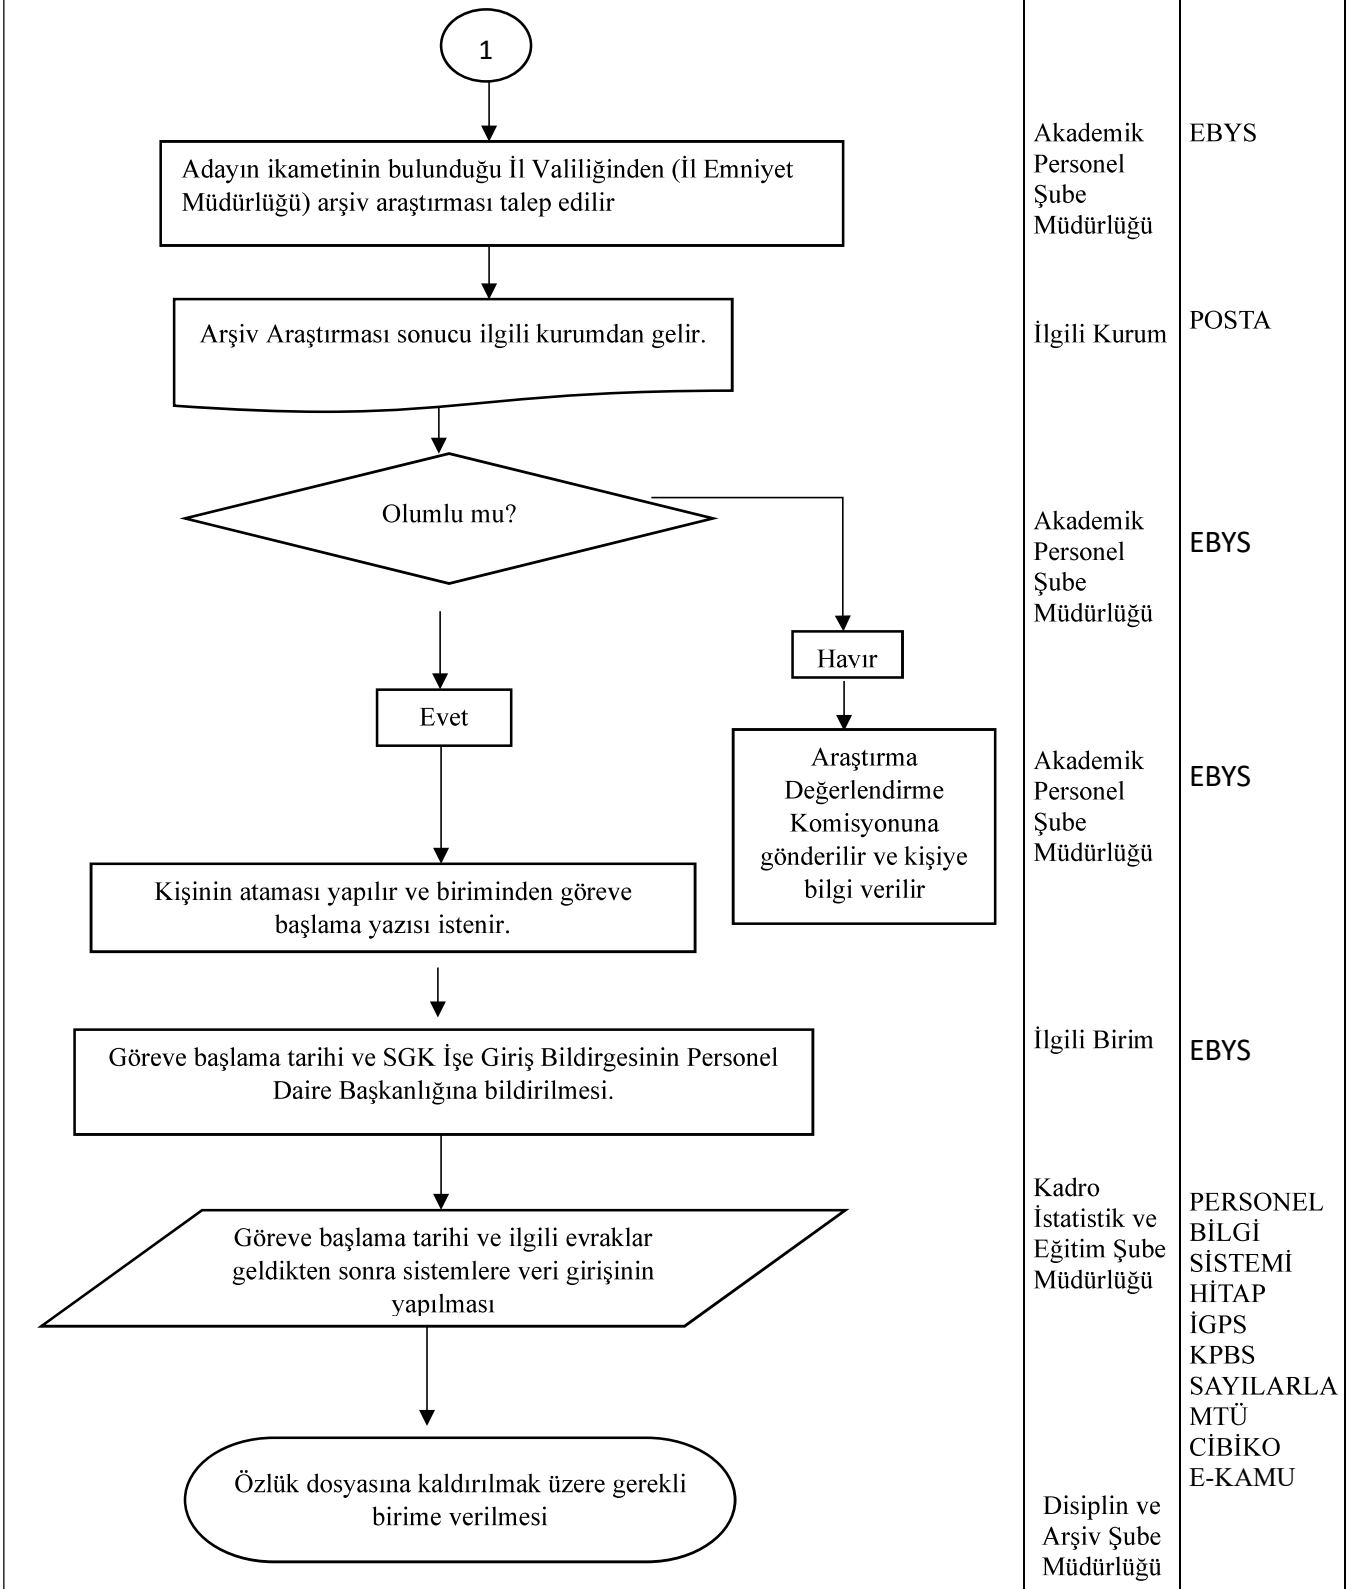 1
Adayın ikametinin bulunduğu İl Valiliğinden (İl Emniyet
Müdürlüğü) arşiv araştırması talep edilir
Akademik
Personel
Şube
Müdürlüğü
EBYS
Arşiv Araştırması sonucu ilgili kurumdan gelir.
İlgili Kurum
POSTA
Olumlu mu?
Akademik
Personel
Şube
Müdürlüğü
EBYS
Havır
Evet
Araştırma
Değerlendirme
Komisyonuna
gönderilir ve kişiye
bilgi verilir
Akademik
Personel
Şube
Müdürlüğü
EBYS
Kişinin ataması yapılır ve biriminden göreve
başlama yazısı istenir.
Göreve başlama tarihi ve SGK İşe Giriş Bildirgesinin Personel
Daire Başkanlığına bildirilmesi.
İlgili Birim
EBYS
Göreve başlama tarihi ve ilgili evraklar
geldikten sonra sistemlere veri girişinin
yapılması
Kadro
İstatistik ve
Eğitim Şube
Müdürlüğü
PERSONEL
BİLGİ
SİSTEMİ
HİTAP
İGPS
KPBS
SAYILARLA
MTÜ
CİBİKO
E-KAMU
Özlük dosyasına kaldırılmak üzere gerekli
birime verilmesi
Disiplin ve
Arşiv Şube
Müdürlüğü